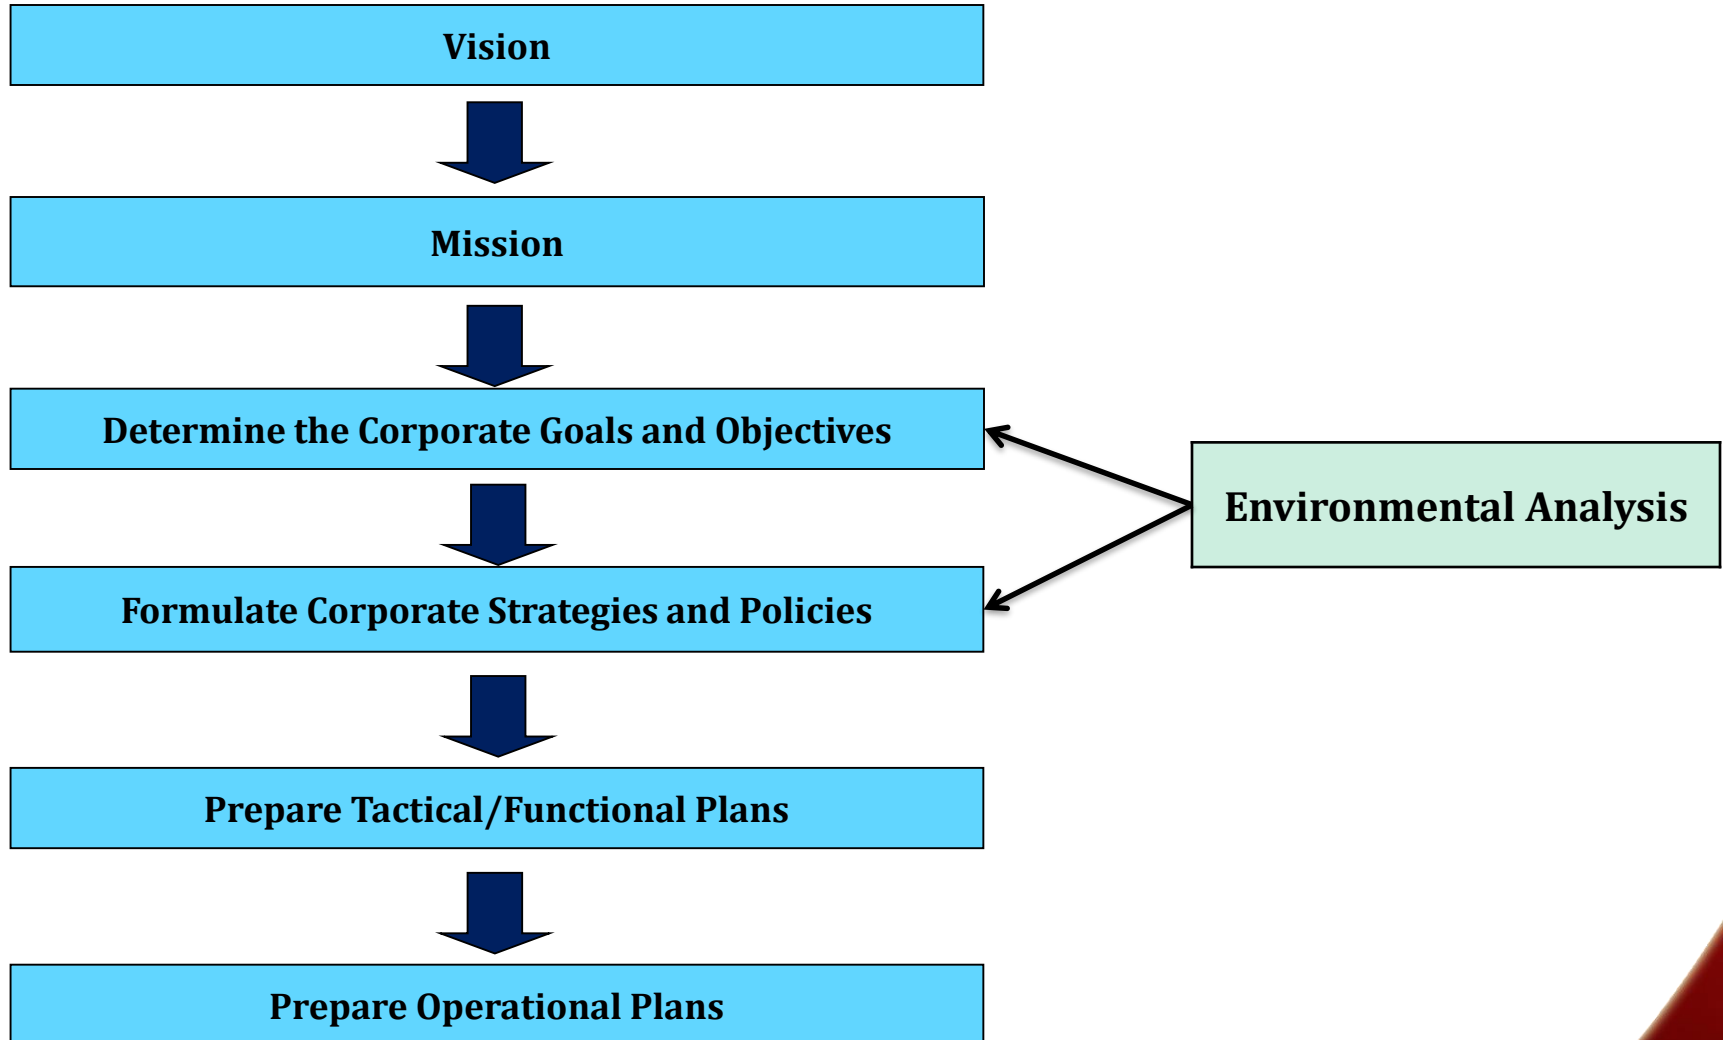 Vision
Mission
Determine the Corporate Goals and Objectives
Environmental Analysis
Formulate Corporate Strategies and Policies
Prepare Tactical/Functional Plans
Prepare Operational Plans